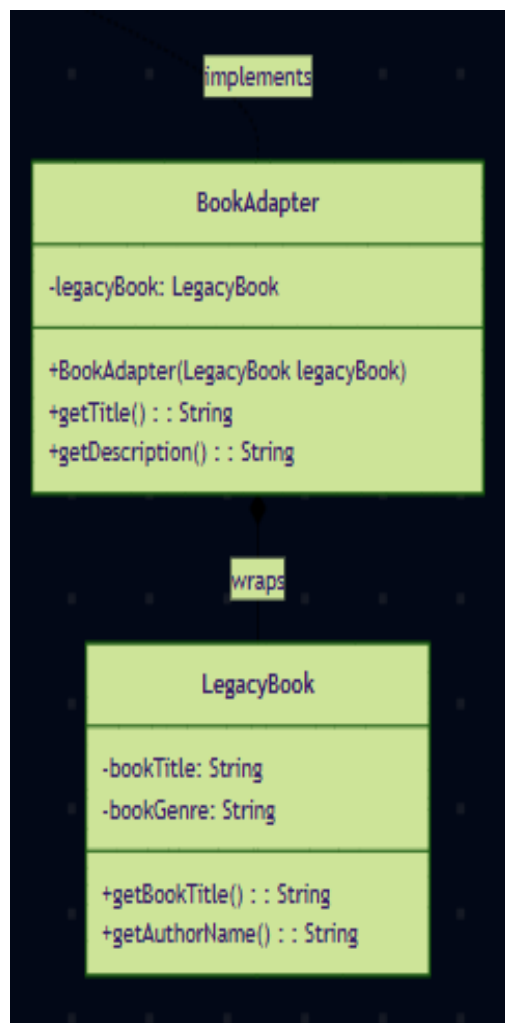 implements
BookAdapter
-legacyBook: LegacyBook
+BookAdapter(LegacyBook legacyBook)
+getTitle() : : String
+getDescription() : : String
wraps
LegacyBook
-bookTitle: String
-bookGenre: String
+getBookTitle() : : String
+getAuthorName() : : String